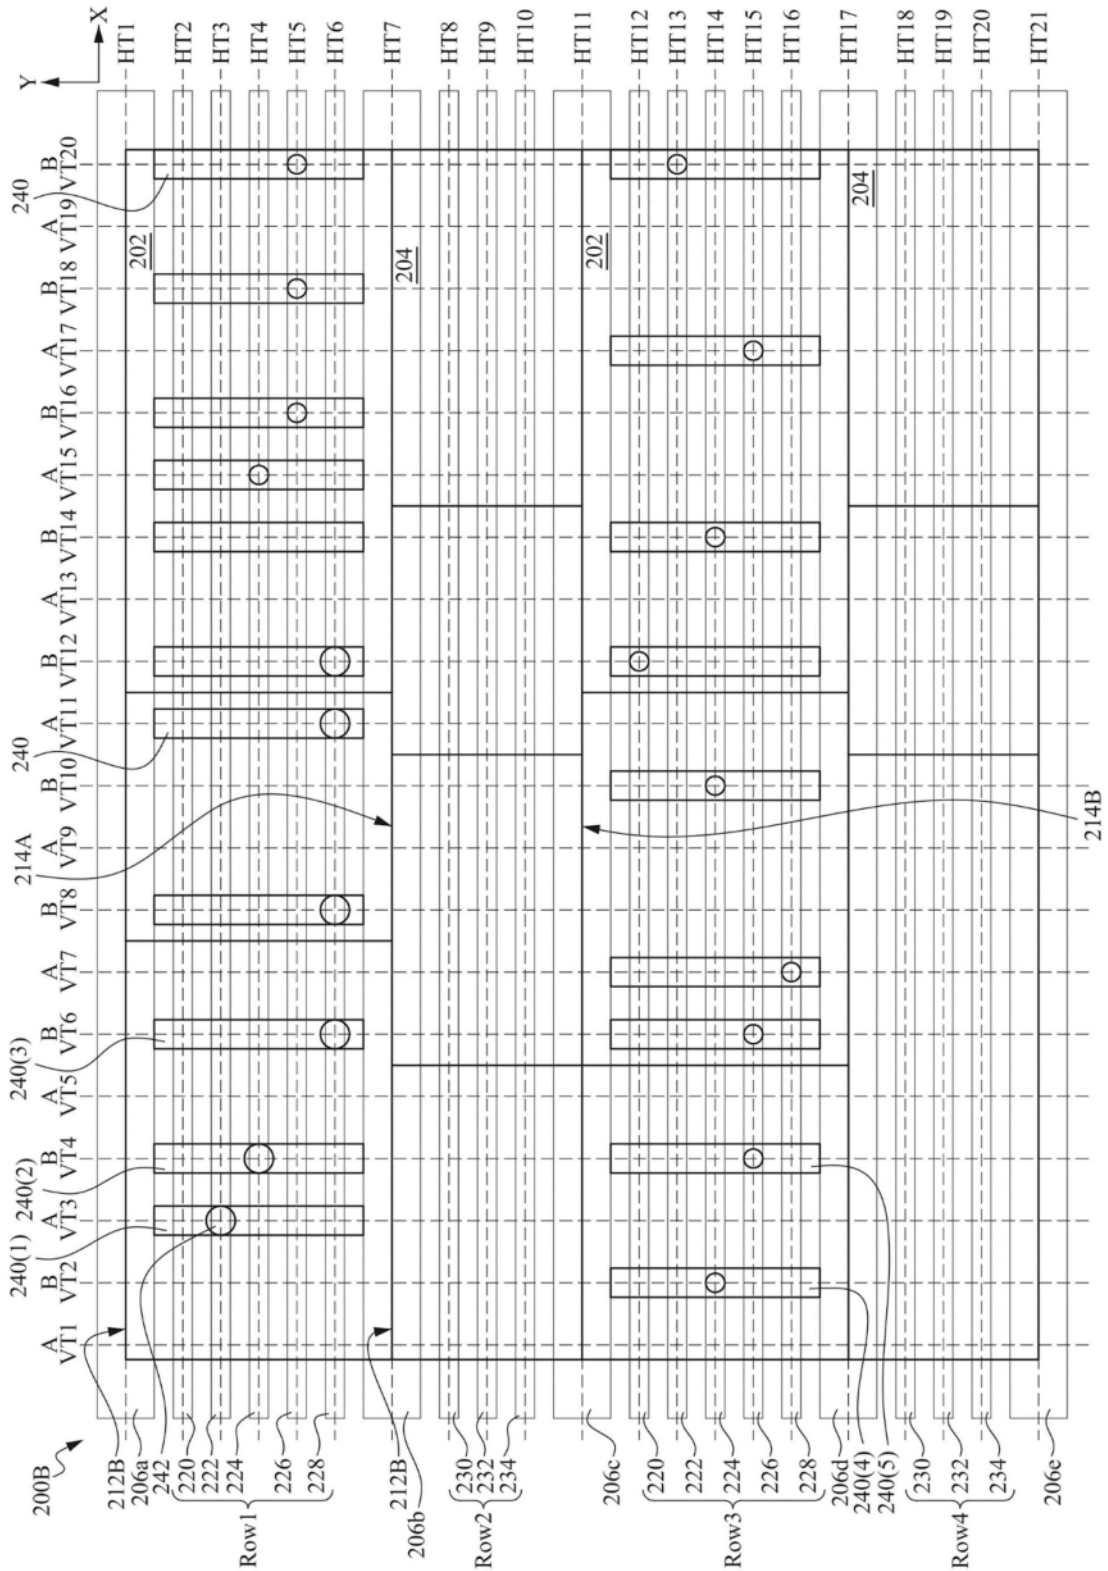 240(1) 240(2) 240(3) 214A 240 240
Y
200B
A B A B A B A B A B A B A B A B A B A B
VT1 VT2 VT3 VT4 VT5 VT6 VT7 VT8 VT9 VT10 VT11 VT12 VT13 VT14 VT15 VT16 VT17 VT18 VT19 VT20
X
212B
HT1
206a
202
242
HT2
220
222
HT3
224
Row1
HT4
226
HT5
228
HT6
212B
HT7
204
206b
HT8
230
Row2
232
HT9
234
HT10
HT11
202
206c
HT12
220
HT13
222
HT14
224
Row3
HT15
226
HT16
228
206d
HT17
204
240(4)
240(5)
HT18
230
HT19
232
Row4
HT20
234
HT21
206e
214B